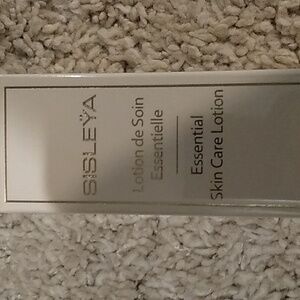 SISLEŸA
Lotion de Soin
Essentielle
Essential
Skin Care Lotion